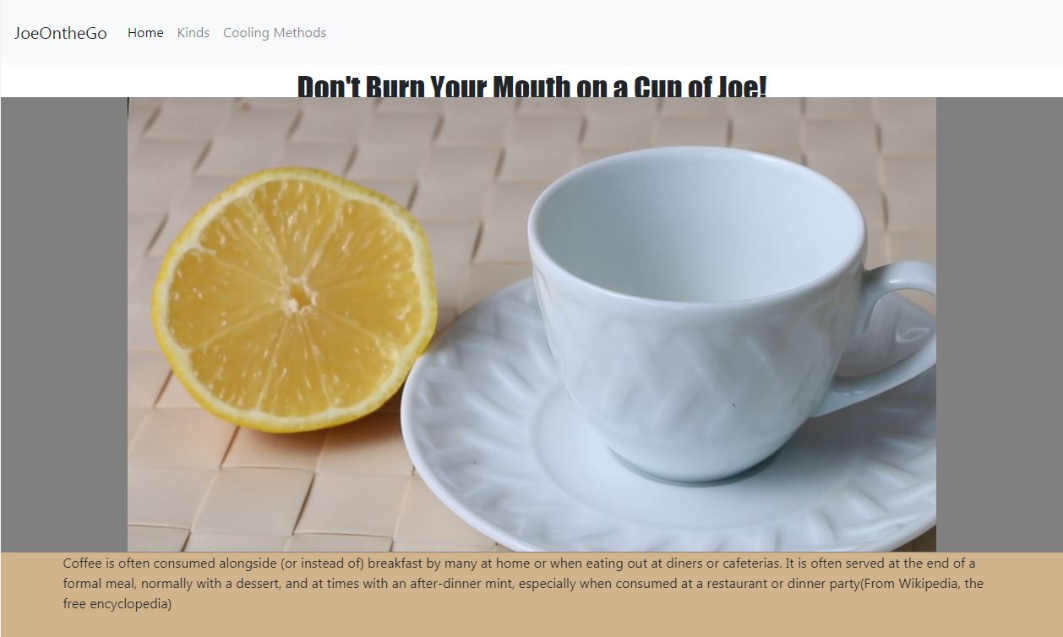 JoeOntheGo Home Kinds Cooling Methods
Don't Burn Your Mouth on a Cup of Joe!
Coffee is often consumed alongside (or instead of) breakfast by many at home or when eating out at diners or cafeterias. It is often served at the end of a
formal meal, normally with a dessert, and at times with an after-dinner mint, especially when consumed at a restaurant or dinner party(From Wikipedia, the
free encyclopedia)